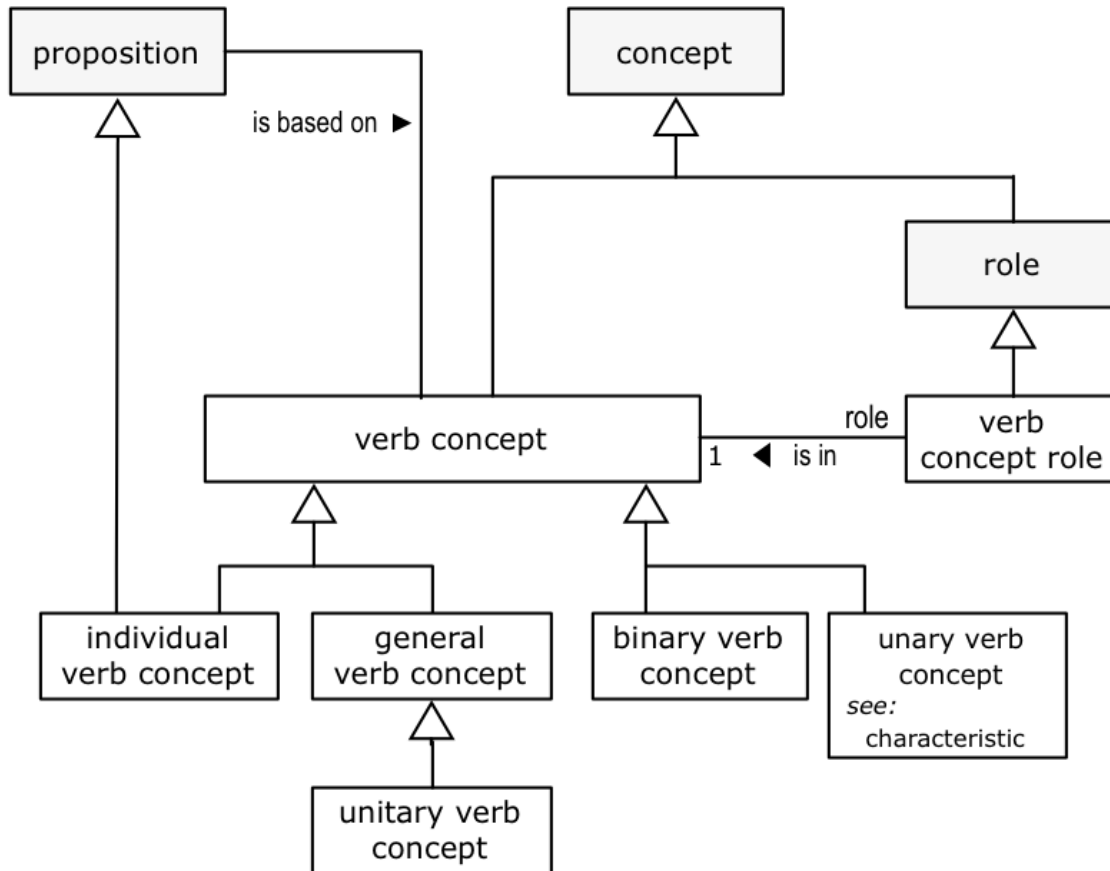 proposition
concept
is based on ►
role
verb concept
role
1 ◄ is in
verb
concept role
individual
verb concept
general
verb concept
binary verb
concept
unary verb
concept
see:
characteristic
unitary verb
concept